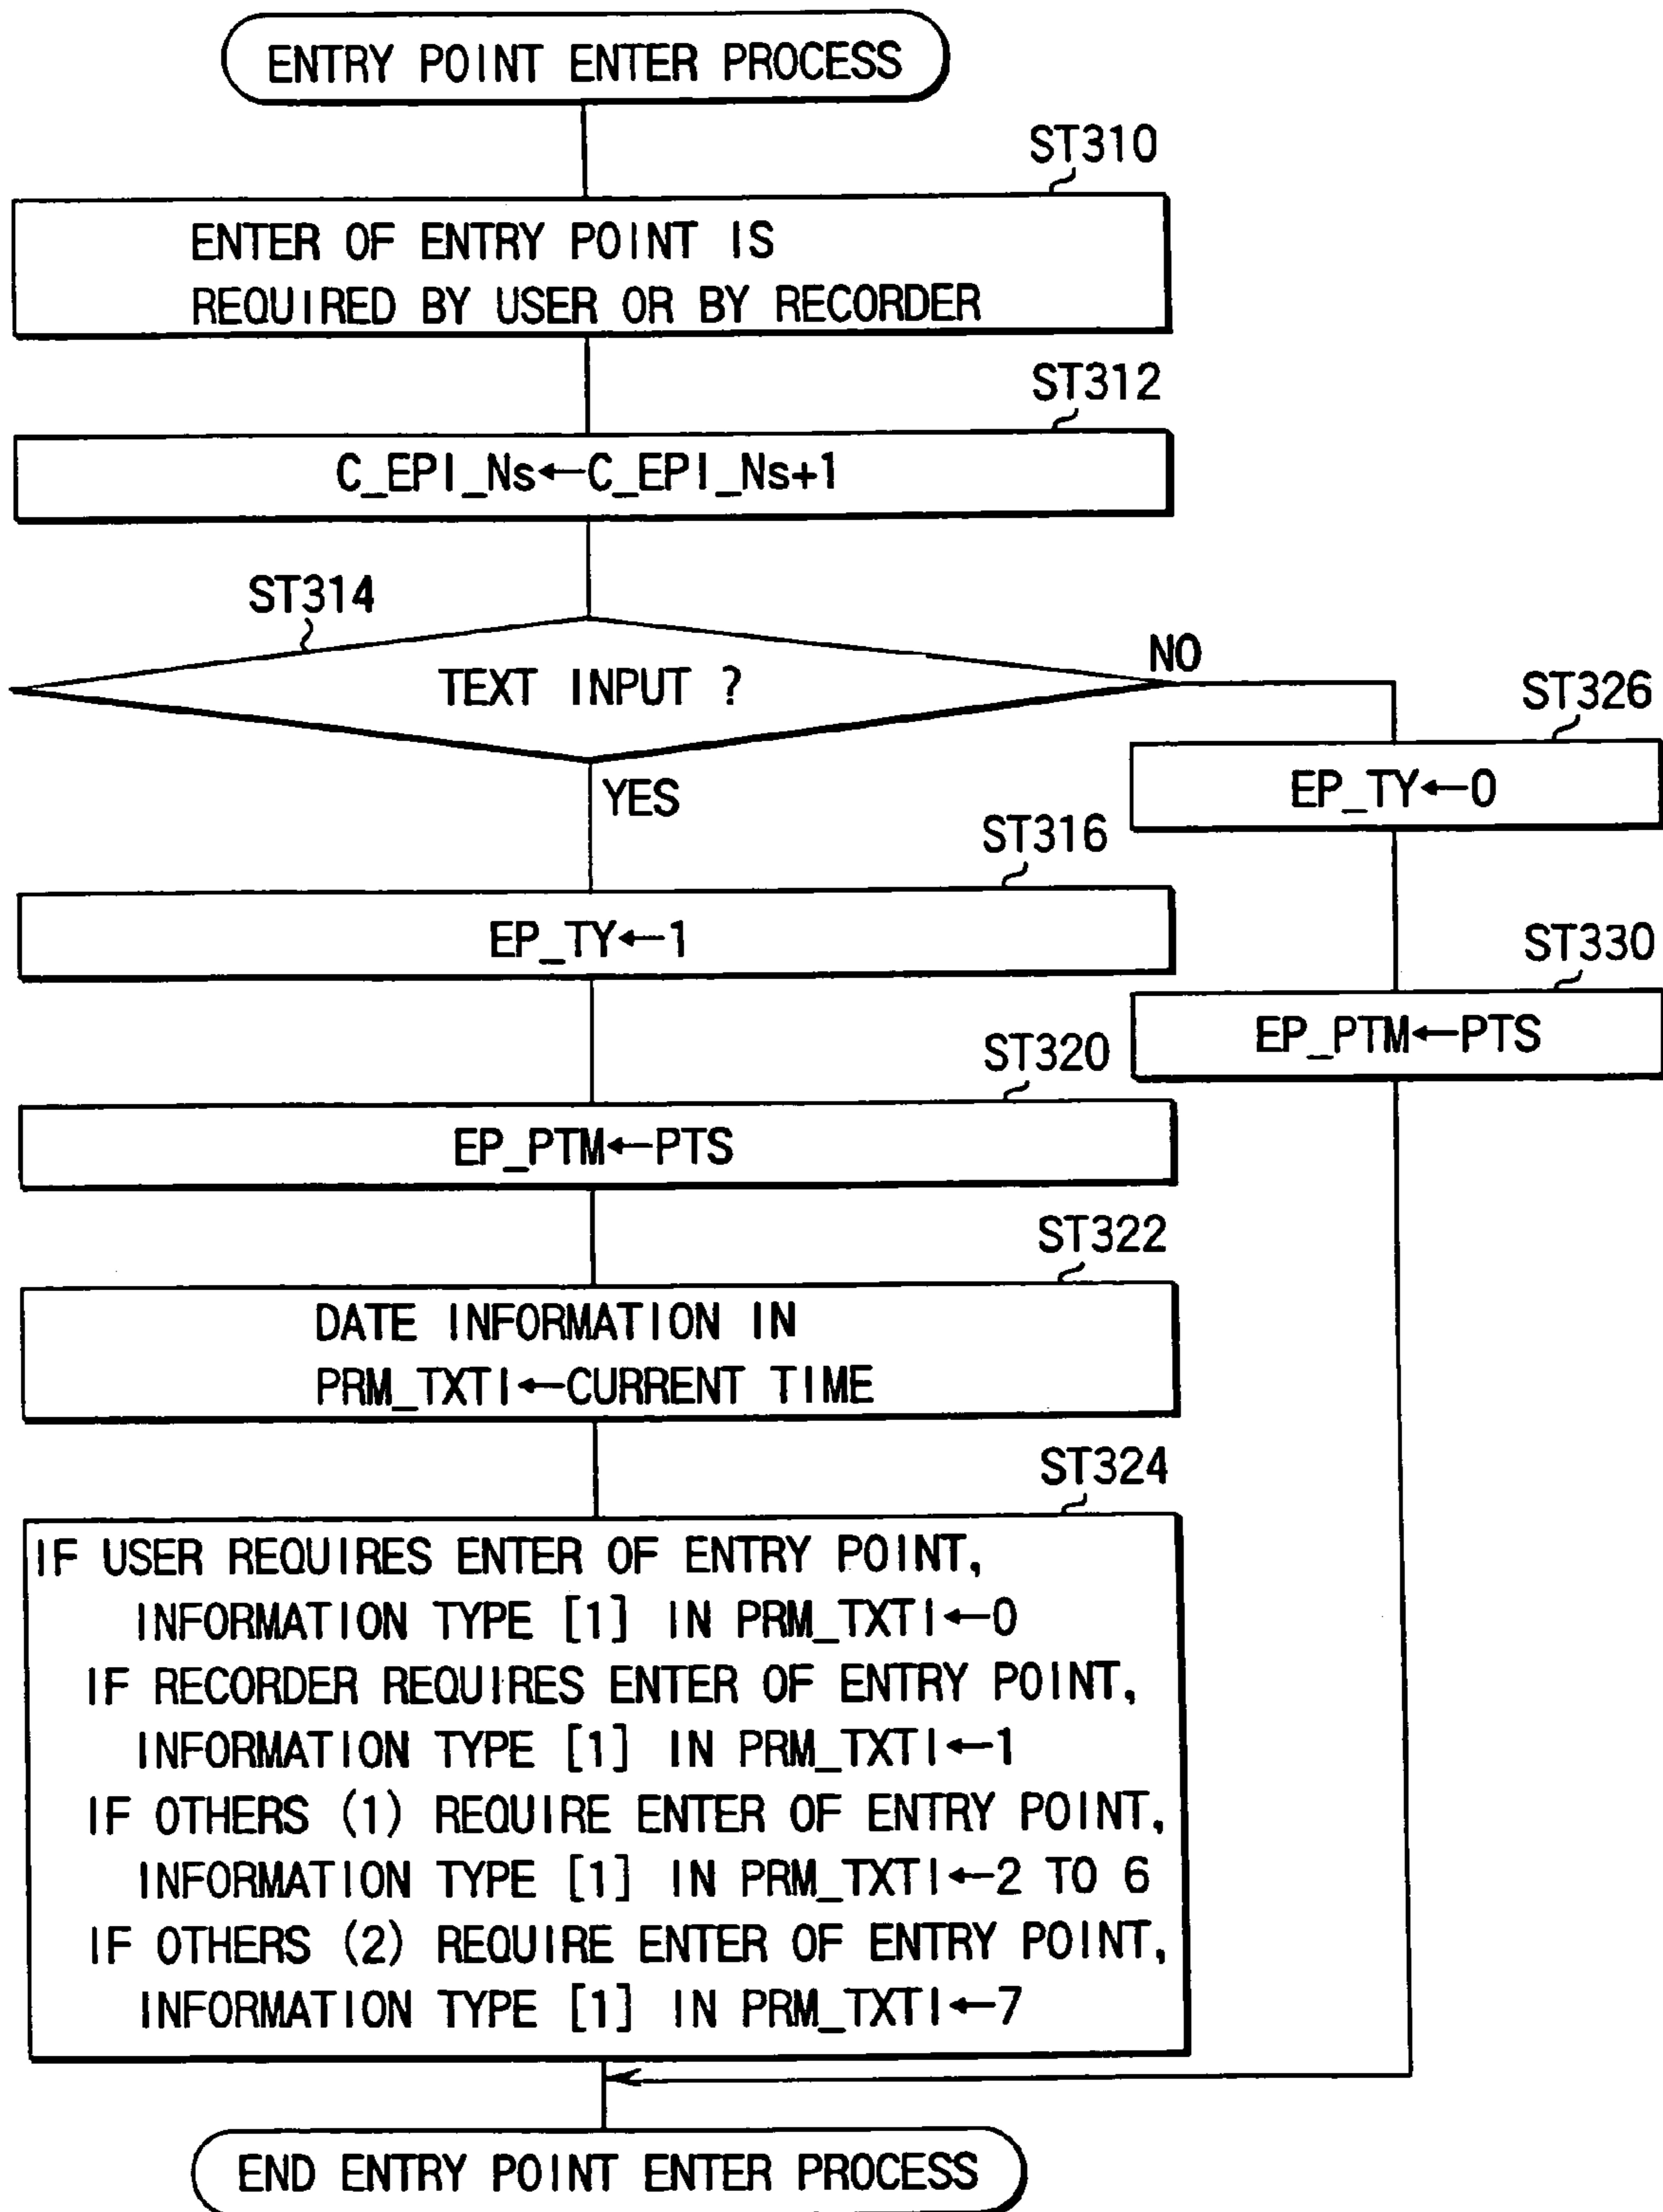 ENTRY POINT ENTER PROCESS
ST310
ENTER OF ENTRY POINT IS
REQUIRED BY USER OR BY RECORDER
ST312
C_EPI_Ns←C_EPI_Ns+1
ST314
TEXT INPUT ?
NO
YES
ST326
EP_TY←0
ST316
EP_TY←1
ST330
EP_PTM←PTS
ST320
EP_PTM←PTS
ST322
DATE INFORMATION IN
PRM_TXTI←CURRENT TIME
ST324
IF USER REQUIRES ENTER OF ENTRY POINT,
INFORMATION TYPE [1] IN PRM_TXTI←0
IF RECORDER REQUIRES ENTER OF ENTRY POINT,
INFORMATION TYPE [1] IN PRM_TXTI←1
IF OTHERS (1) REQUIRE ENTER OF ENTRY POINT,
INFORMATION TYPE [1] IN PRM_TXTI←2 TO 6
IF OTHERS (2) REQUIRE ENTER OF ENTRY POINT,
INFORMATION TYPE [1] IN PRM_TXTI←7
END ENTRY POINT ENTER PROCESS